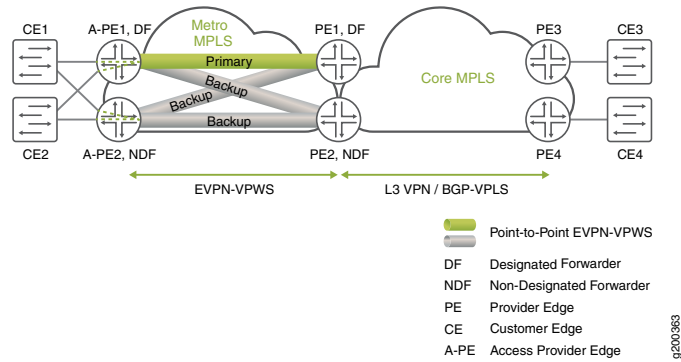 CE1
A-PE1, DF
Metro
MPLS
PE1, DF
PE3
CE3
Primary
Backup
Core MPLS
Backup
Backup
CE2
A-PE2, NDF
PE2, NDF
PE4
CE4
EVPN-VPWS
L3 VPN / BGP-VPLS
Point-to-Point EVPN-VPWS
DF Designated Forwarder
NDF Non-Designated Forwarder
PE Provider Edge
CE Customer Edge
A-PE Access Provider Edge
g200363